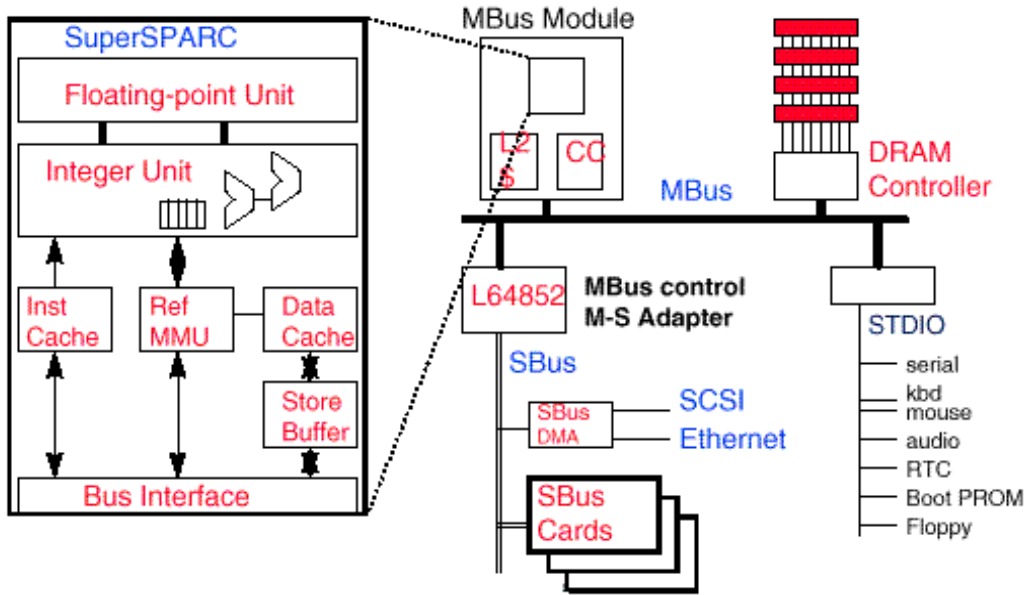 SuperSPARC
Floating-point Unit
Integer Unit
Inst
Cache
Ref
MMU
Data
Cache
Store
Buffer
Bus Interface
MBus Module
L2
$
CC
DRAM
Controller
MBus
L64852
MBus control
M-S Adapter
STDIO
SBus
serial
kbd
mouse
audio
RTC
Boot PROM
Floppy
SBus
DMA
SCSI
Ethernet
SBus
Cards